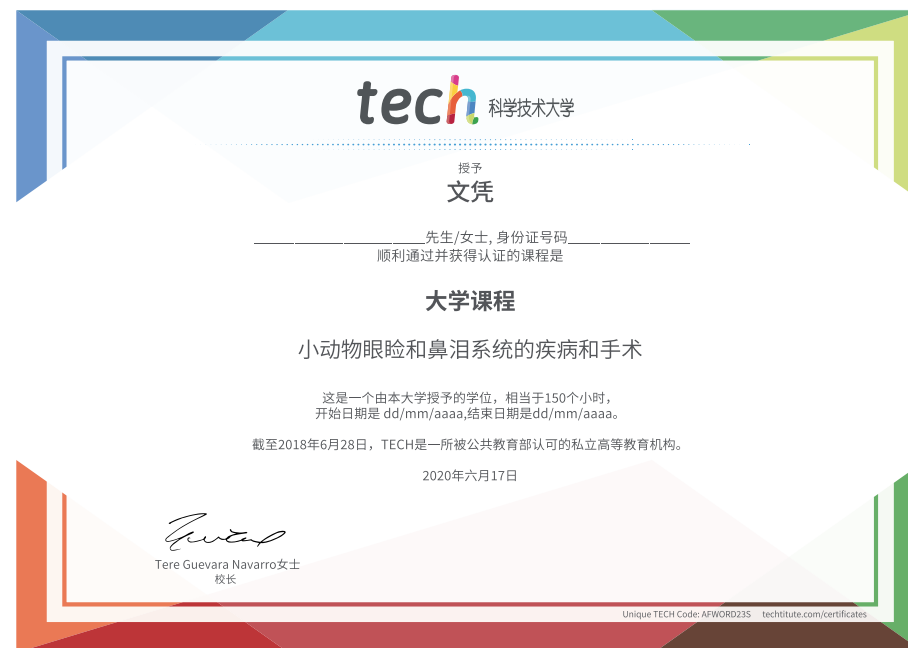 tech 科学技术大学
授予
文凭
先生/女士, 身份证号码
顺利通过并获得认证的课程是
大学课程
小动物眼睑和鼻泪系统的疾病和手术
这是一个由本大学授予的学位，相当于150个小时，
开始日期是 dd/mm/aaaa,结束日期是dd/mm/aaaa。
截至2018年6月28日，TECH是一所被公共教育部认可的私立高等教育机构。
2020年六月17日
Tere Guevara Navarro女士
校长
Unique TECH Code: AFWORD23S techtitute.com/certificates